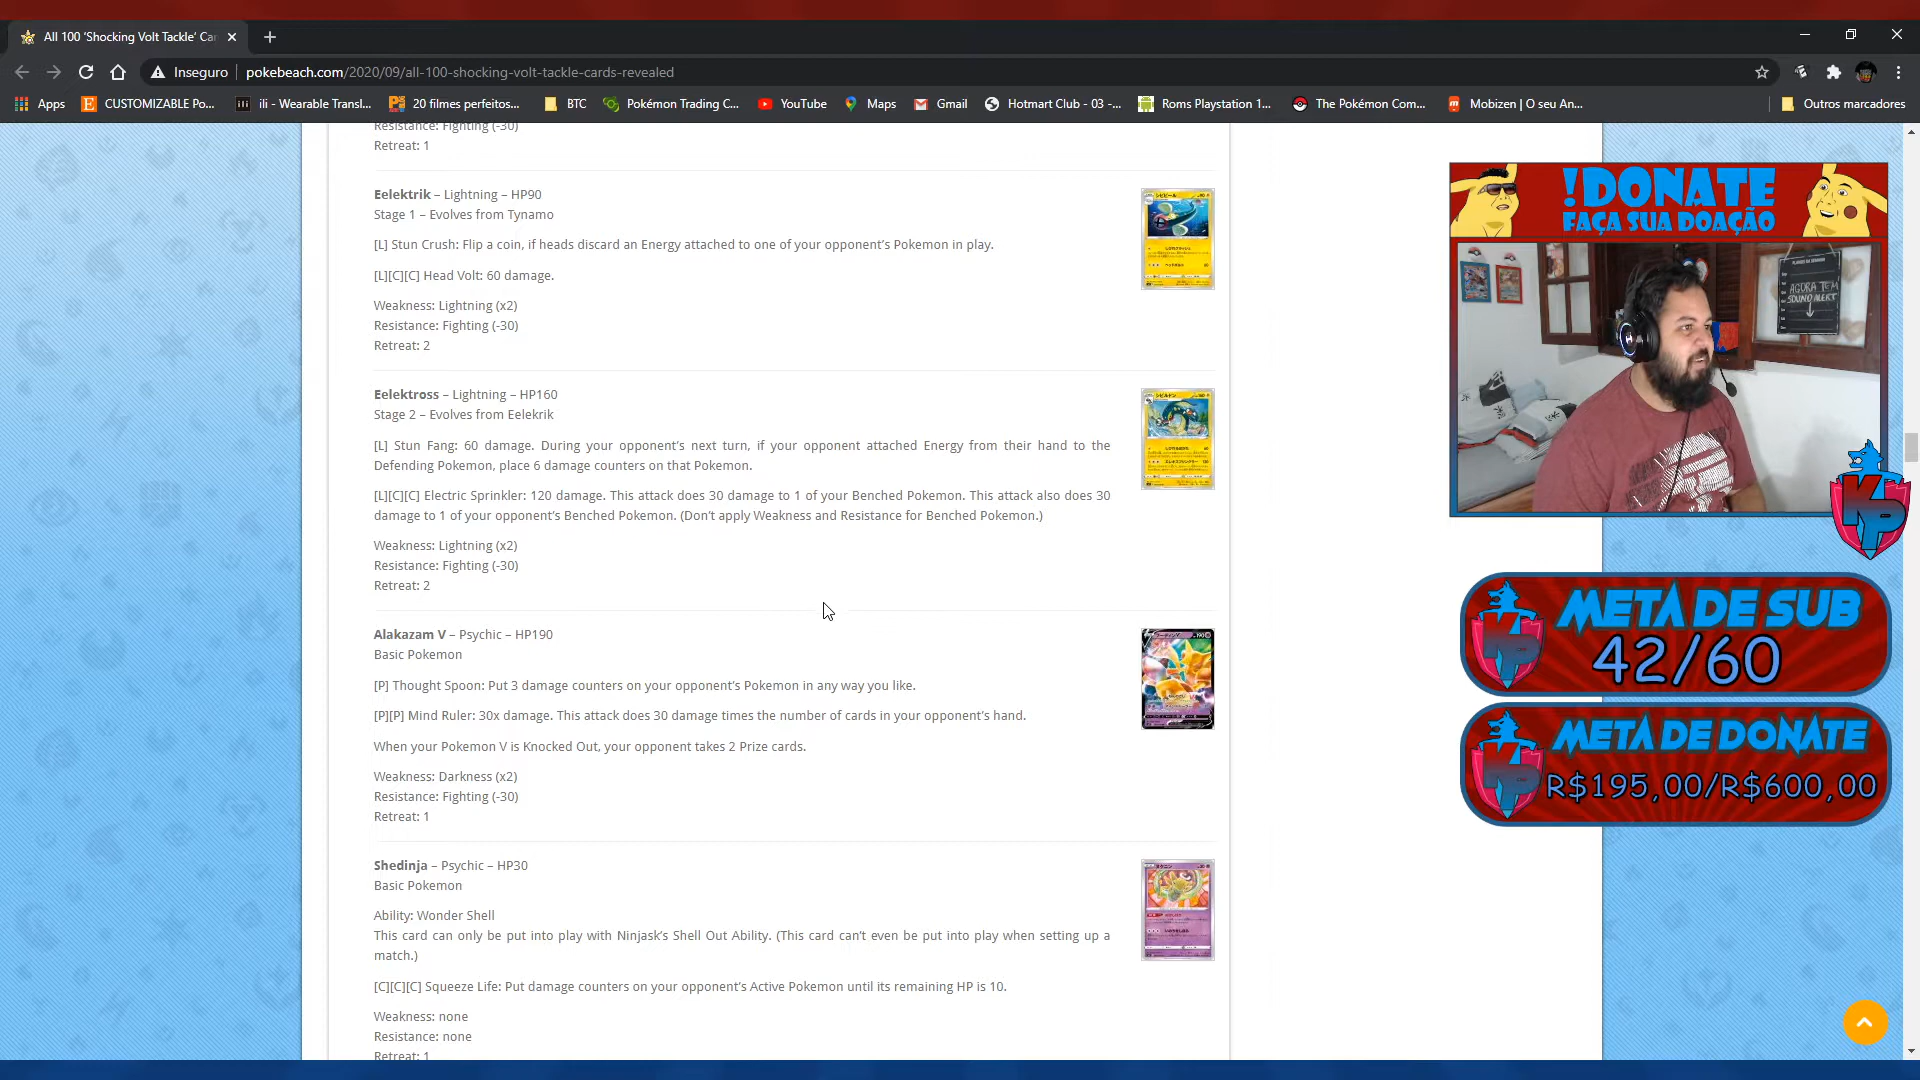 All 100 'Shocking Volt Tackle' Car
Inseguro
pokebeach.com/2020/09/all-100-shocking-volt-tackle-cards-revealed
Apps
CUSTOMIZABLE Po...
ili - Wearable Transl...
20 filmes perfeitos...
BTC
Pokémon Trading C...
YouTube
Maps
Gmail
Hotmart Club - 03 -...
Roms Playstation 1...
The Pokémon Com...
Mobizen | O seu An...
Outros marcadores
Resistance: Fighting (-30)
Retreat: 1
Eelektrik – Lightning – HP90
Stage 1 – Evolves from Tynamo
[L] Stun Crush: Flip a coin, if heads discard an Energy attached to one of your opponent's Pokemon in play.
[L][C][C] Head Volt: 60 damage.
Weakness: Lightning (x2)
Resistance: Fighting (-30)
Retreat: 2
Eelektross – Lightning – HP160
Stage 2 – Evolves from Eelekrik
[L] Stun Fang: 60 damage. During your opponent's next turn, if your opponent attached Energy from their hand to the
Defending Pokemon, place 6 damage counters on that Pokemon.
[L][C][C] Electric Sprinkler: 120 damage. This attack does 30 damage to 1 of your Benched Pokemon. This attack also does 30
damage to 1 of your opponent's Benched Pokemon. (Don't apply Weakness and Resistance for Benched Pokemon.)
Weakness: Lightning (x2)
Resistance: Fighting (-30)
Retreat: 2
Alakazam V – Psychic – HP190
Basic Pokemon
[P] Thought Spoon: Put 3 damage counters on your opponent's Pokemon in any way you like.
[P][P] Mind Ruler: 30x damage. This attack does 30 damage times the number of cards in your opponent's hand.
When your Pokemon V is Knocked Out, your opponent takes 2 Prize cards.
Weakness: Darkness (x2)
Resistance: Fighting (-30)
Retreat: 1
Shedinja – Psychic – HP30
Basic Pokemon
Ability: Wonder Shell
This card can only be put into play with Ninjask's Shell Out Ability. (This card can't even be put into play when setting up a
match.)
[C][C][C] Squeeze Life: Put damage counters on your opponent's Active Pokemon until its remaining HP is 10.
Weakness: none
Resistance: none
Retreat: 1
!DONATE
FAÇA SUA DOAÇÃO
AGORA TEM
SOUND ALERT
KP
META DE SUB
42/60
META DE DONATE
R$195,00/R$600,00